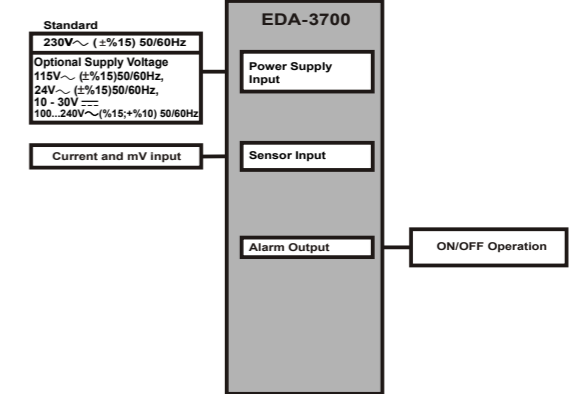 Standard
230V～ (±%15) 50/60Hz
Optional Supply Voltage
115V～ (±%15)50/60Hz,
24V～ (±%15)50/60Hz,
10 - 30V ⎓
100...240V～(%15;+%10) 50/60Hz
Current and mV input
EDA-3700
Power Supply
Input
Sensor Input
Alarm Output
ON/OFF Operation